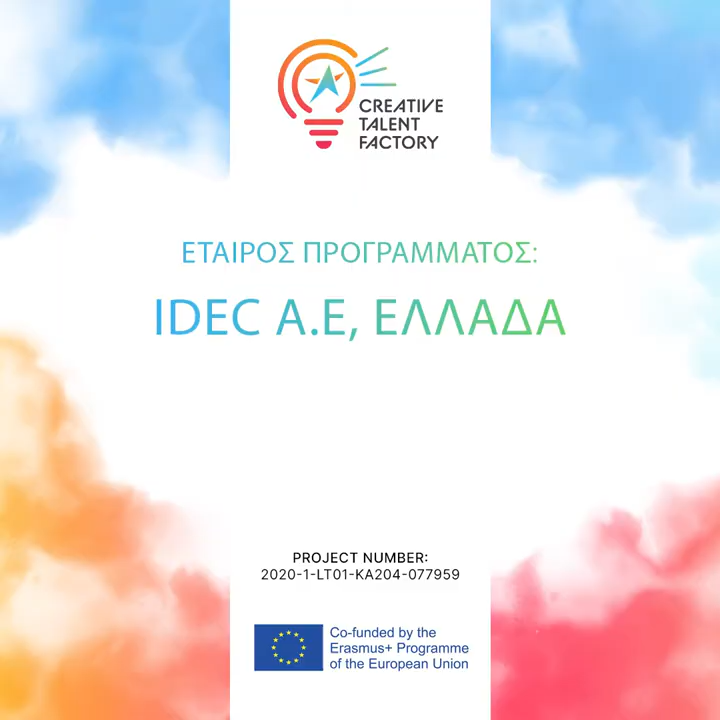 CREATIVE
TALENT
FACTORY
ΕΤΑΙΡΟΣ ΠΡΟΓΡΑΜΜΑΤΟΣ:
IDEC Α.Ε, ΕΛΛΑΔΑ
PROJECT NUMBER:
2020-1-LT01-KA204-077959
Co-funded by the
Erasmus+ Programme
of the European Union